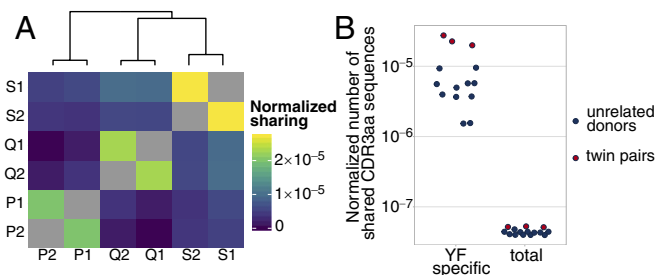 A
S1
S2
Q1
Q2
P1
P2
P2 P1 Q2 Q1 S2 S1
Normalized
sharing
2×10⁻⁵
1×10⁻⁵
0
B
Normalized number of
shared CDR3aa sequences
10⁻⁵
10⁻⁶
10⁻⁷
YF
specific
total
unrelated
donors
twin pairs